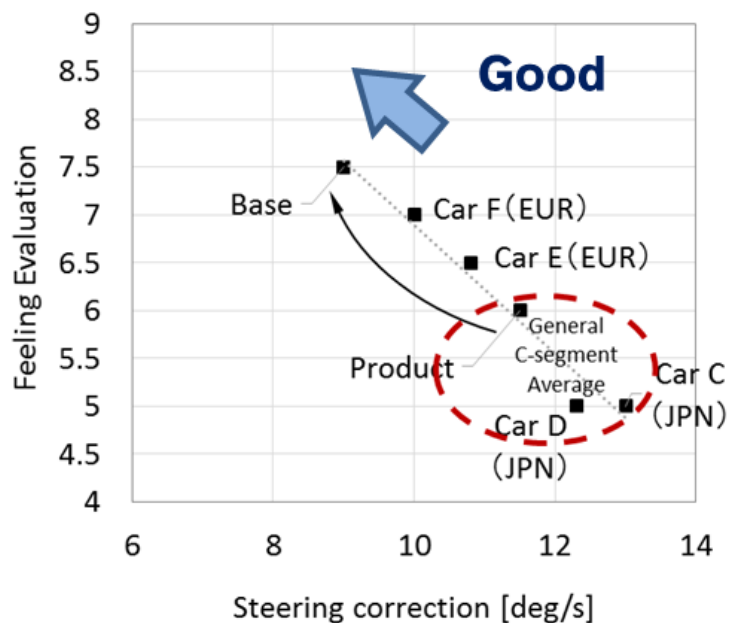 9
8.5
8
7.5
7
6.5
6
5.5
5
4.5
4
Feeling Evaluation
Good
Base
Car F（EUR）
Car E（EUR）
General
C-segment
Average
Product
Car C
（JPN）
Car D
（JPN）
6 8 10 12 14
Steering correction [deg/s]